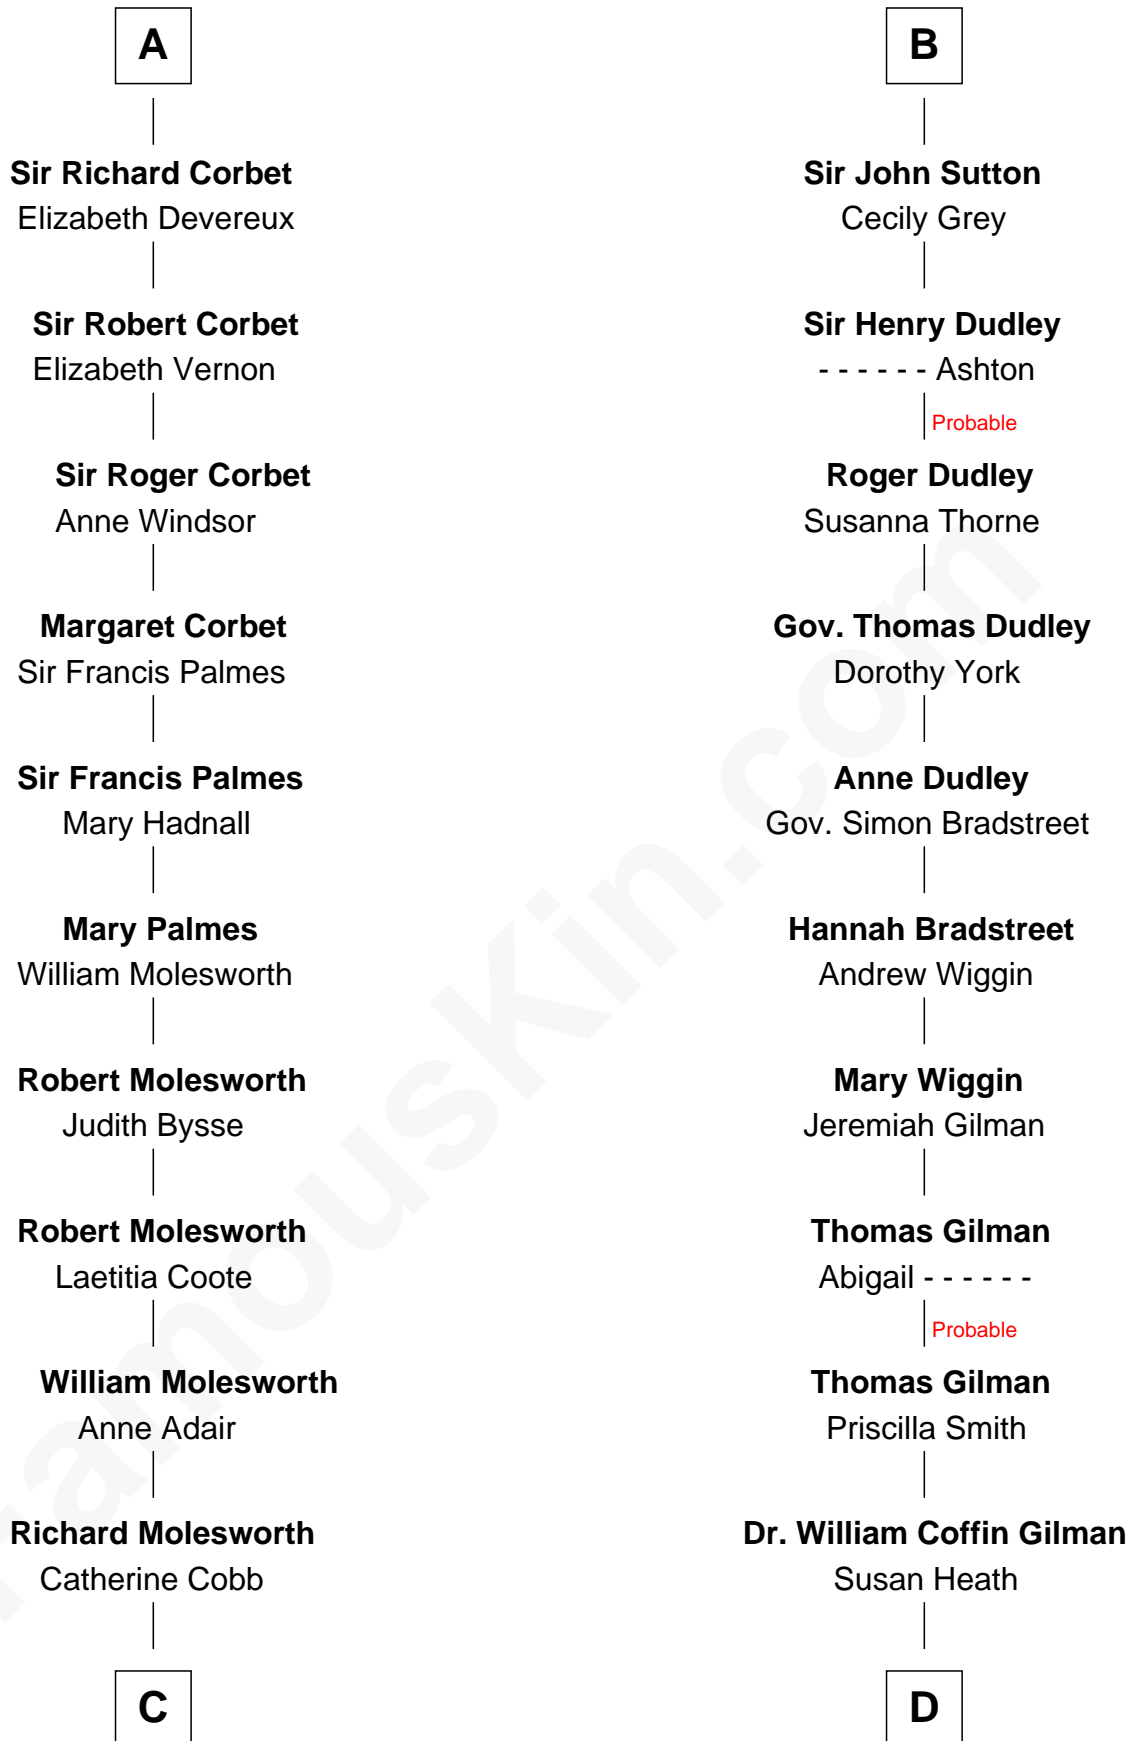 A
Sir Richard Corbet
Elizabeth Devereux
Sir Robert Corbet
Elizabeth Vernon
Sir Roger Corbet
Anne Windsor
Margaret Corbet
Sir Francis Palmes
Sir Francis Palmes
Mary Hadnall
Mary Palmes
William Molesworth
Robert Molesworth
Judith Bysse
Robert Molesworth
Laetitia Coote
William Molesworth
Anne Adair
Richard Molesworth
Catherine Cobb
C
B
Sir John Sutton
Cecily Grey
Sir Henry Dudley
- - - - - - Ashton
Probable
Roger Dudley
Susanna Thorne
Gov. Thomas Dudley
Dorothy York
Anne Dudley
Gov. Simon Bradstreet
Hannah Bradstreet
Andrew Wiggin
Mary Wiggin
Jeremiah Gilman
Thomas Gilman
Abigail - - - - - -
Probable
Thomas Gilman
Priscilla Smith
Dr. William Coffin Gilman
Susan Heath
D
FamousKin.com